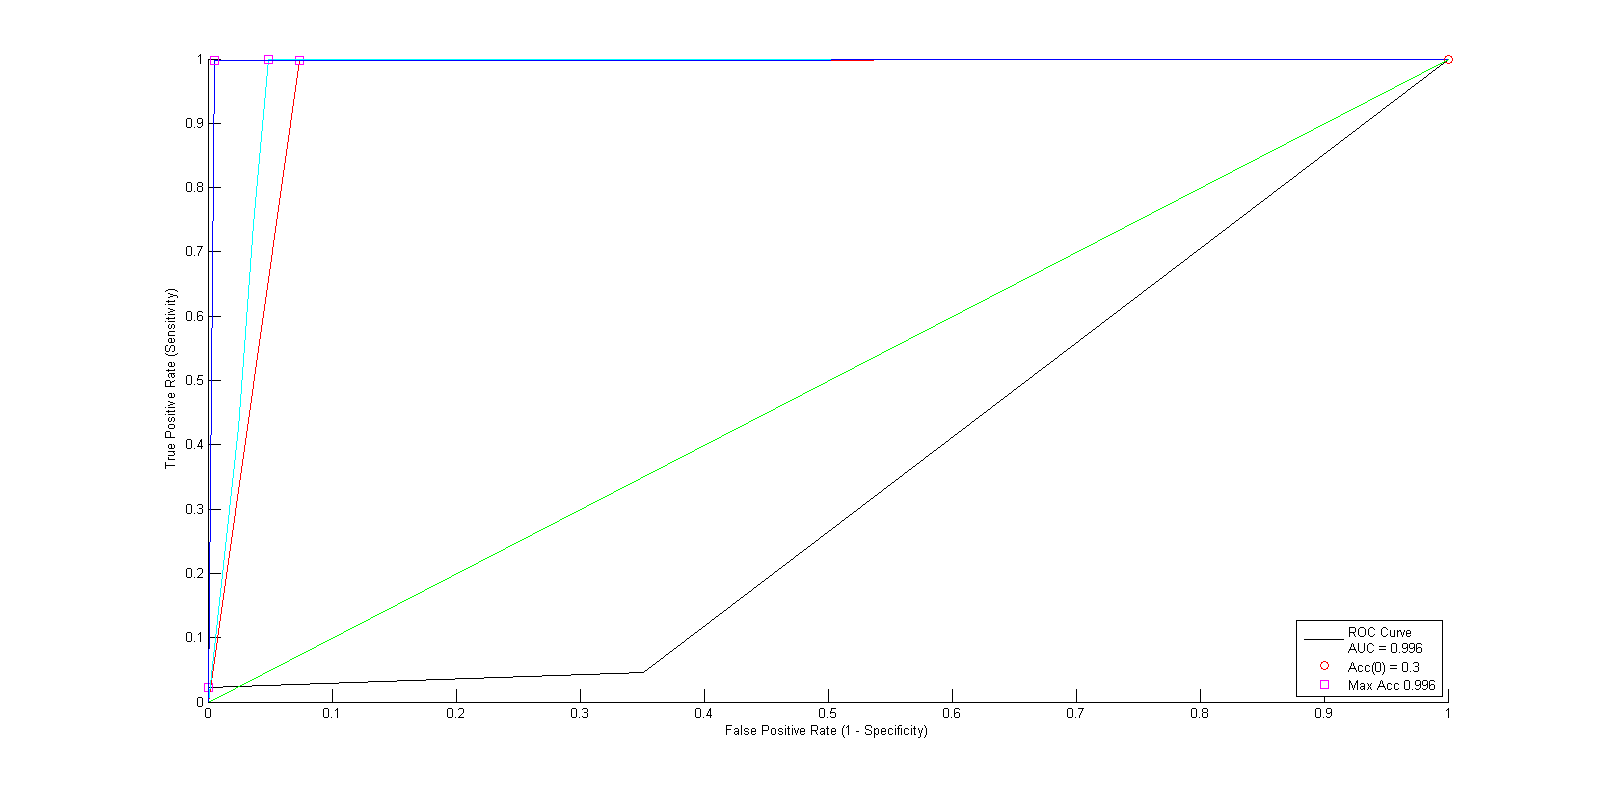 1
0.9
0.8
0.7
0.6
0.5
0.4
0.3
0.2
0.1
0
True Positive Rate (Sensitivity)
0 0.1 0.2 0.3 0.4 0.5 0.6 0.7 0.8 0.9 1
False Positive Rate (1 - Specificity)
ROC Curve
AUC = 0.996
Acc(0) = 0.3
Max Acc 0.996